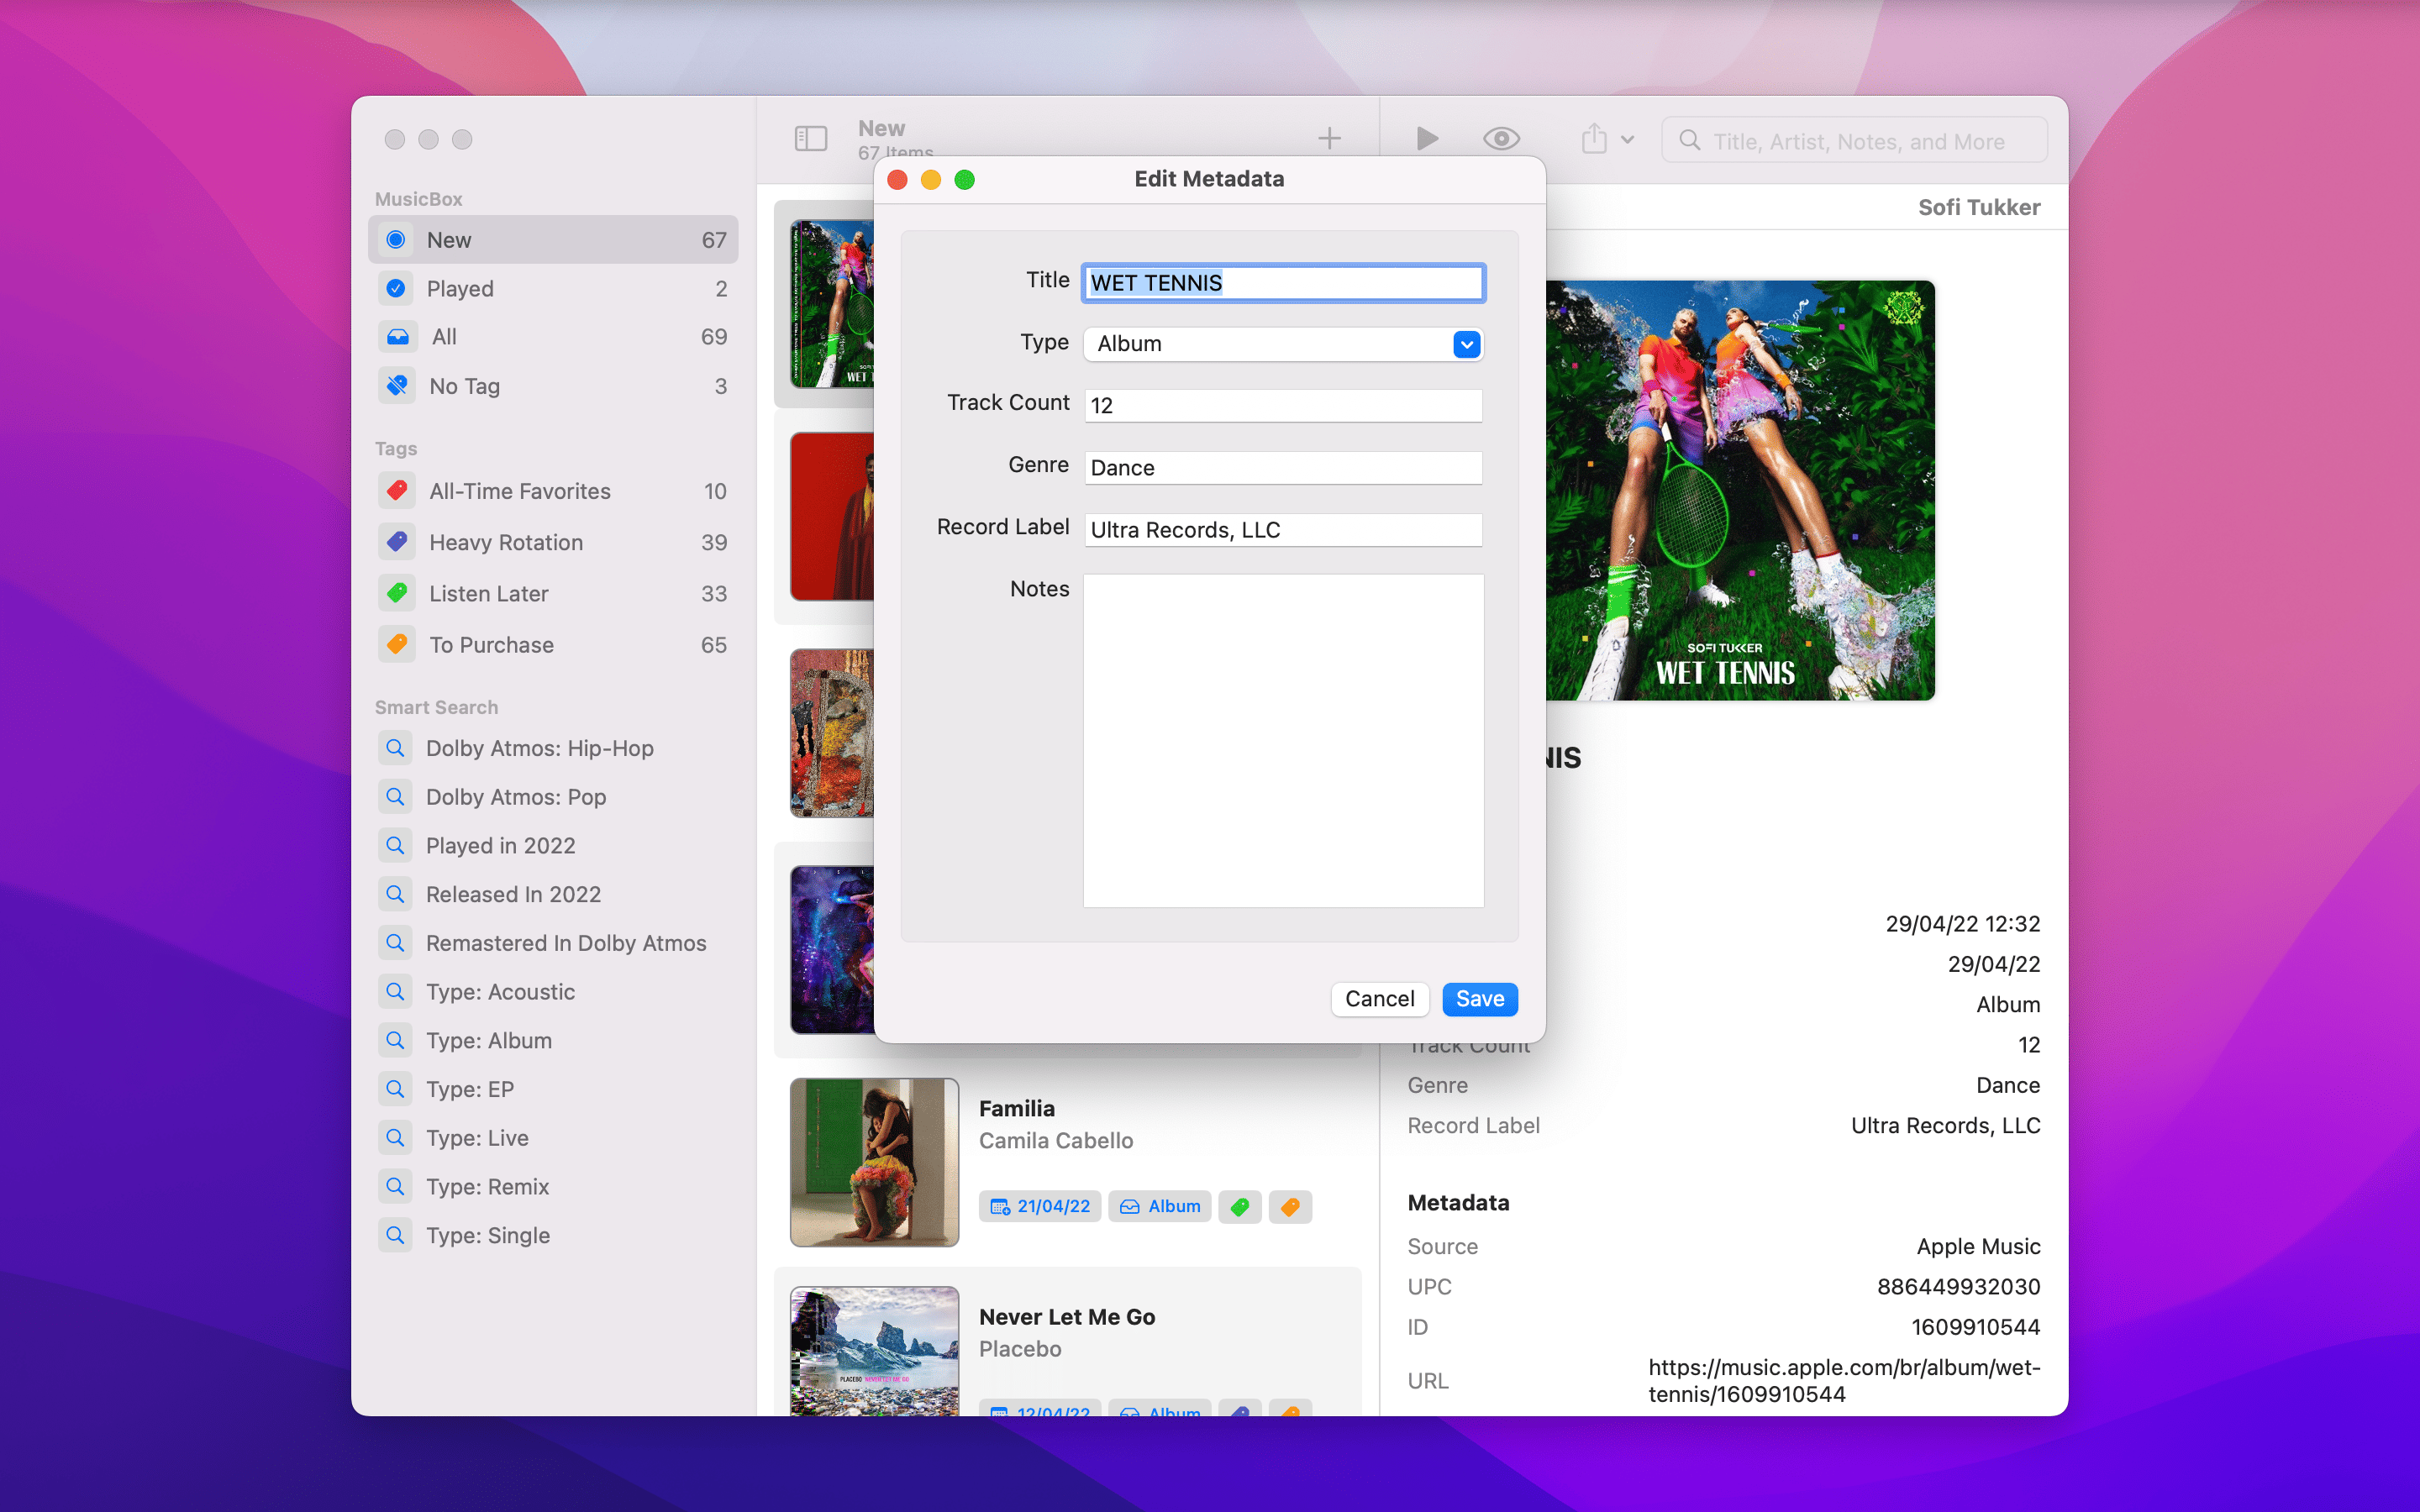 MusicBox
New 67
Played 2
All 69
No Tag 3
Tags
All-Time Favorites 10
Heavy Rotation 39
Listen Later 33
To Purchase 65
Smart Search
Dolby Atmos: Hip-Hop
Dolby Atmos: Pop
Played in 2022
Released In 2022
Remastered In Dolby Atmos
Type: Acoustic
Type: Album
Type: EP
Type: Live
Type: Remix
Type: Single
New
67 Items
Title, Artist, Notes, and More
Edit Metadata
Title WET TENNIS
Type Album
Track Count 12
Genre Dance
Record Label Ultra Records, LLC
Notes
Cancel Save
Familia
Camila Cabello
21/04/22 Album
Never Let Me Go
Placebo
PLACEBO NEVER LET ME GO
12/04/22 Album
Sofi Tukker
SOFI TUKKER
WET TENNIS
NIS
29/04/22 12:32
29/04/22
Album
Track Count 12
Genre Dance
Record Label Ultra Records, LLC
Metadata
Source Apple Music
UPC 886449932030
ID 1609910544
URL https://music.apple.com/br/album/wet-
tennis/1609910544